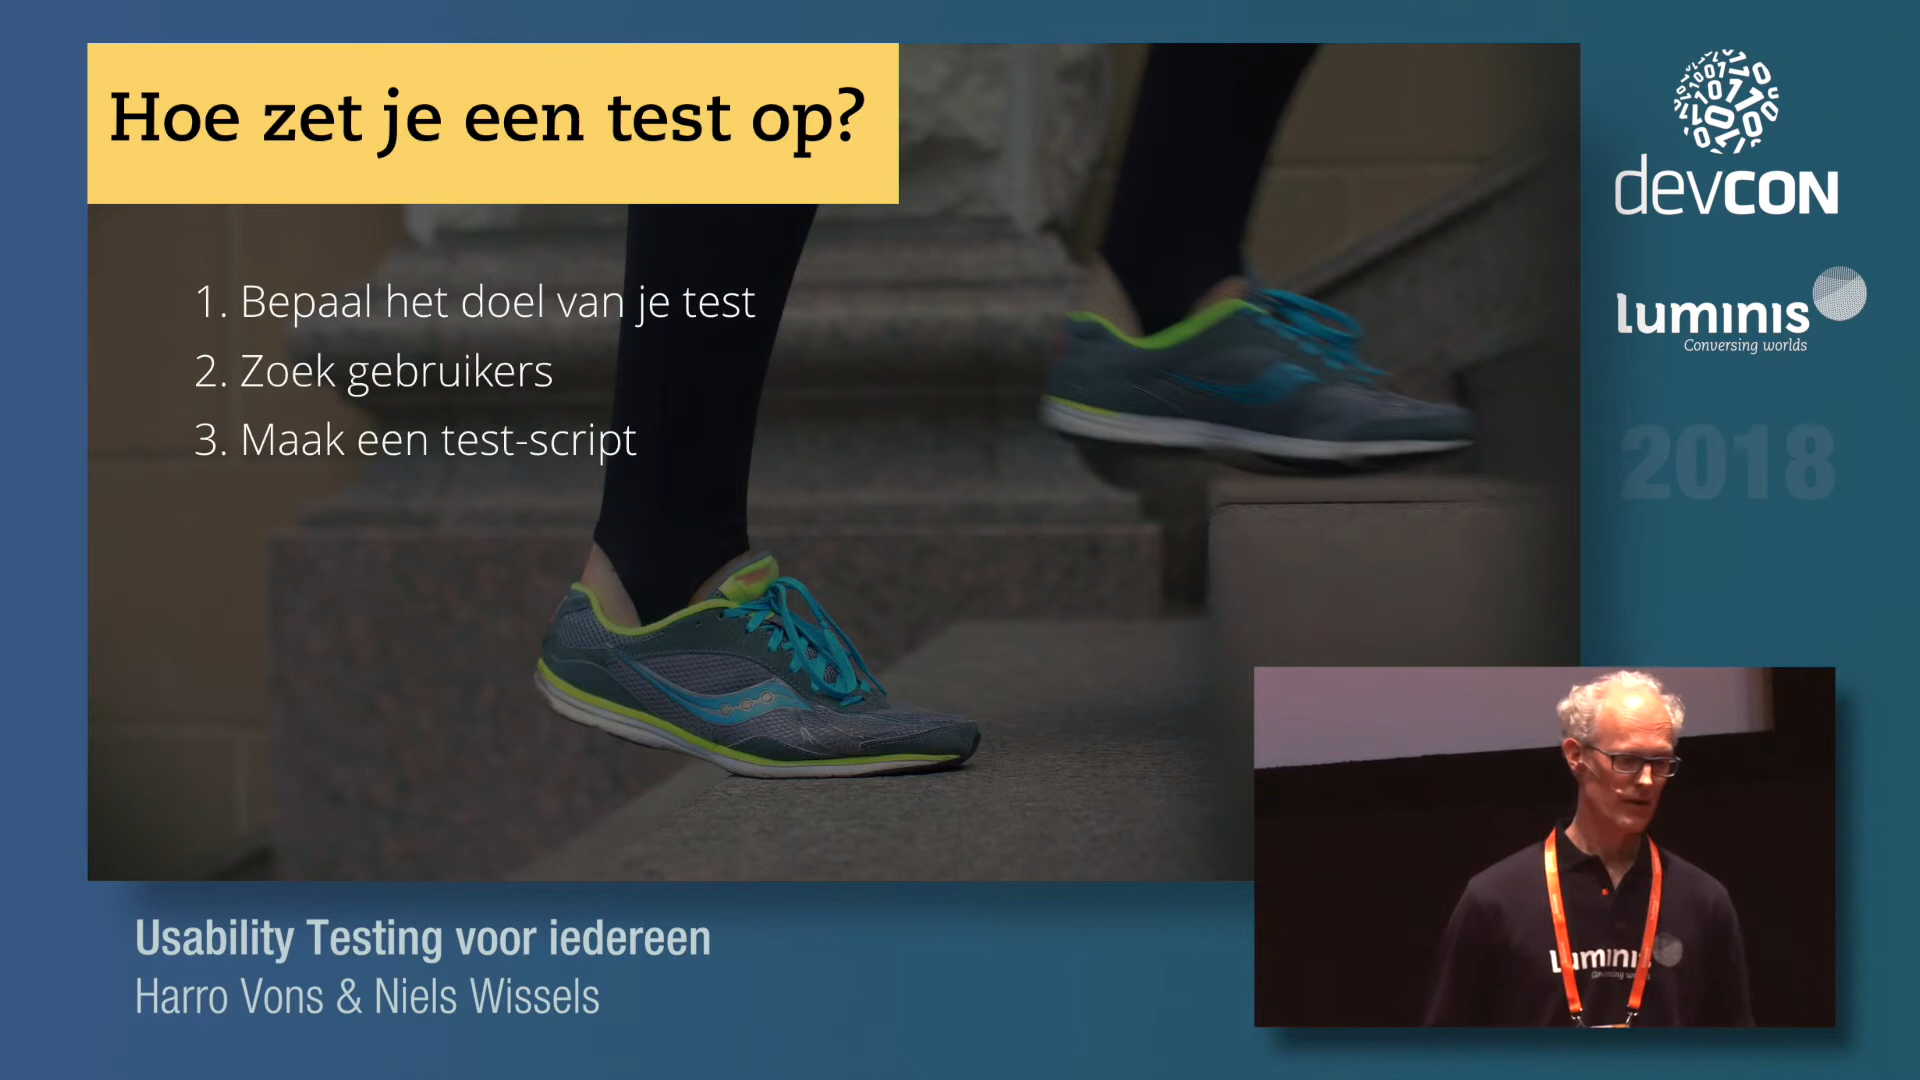 Hoe zet je een test op?
1. Bepaal het doel van je test
2. Zoek gebruikers
3. Maak een test-script
devcon
luminis
Conversing worlds
2018
Usability Testing voor iedereen
Harro Vons & Niels Wissels
Luminis